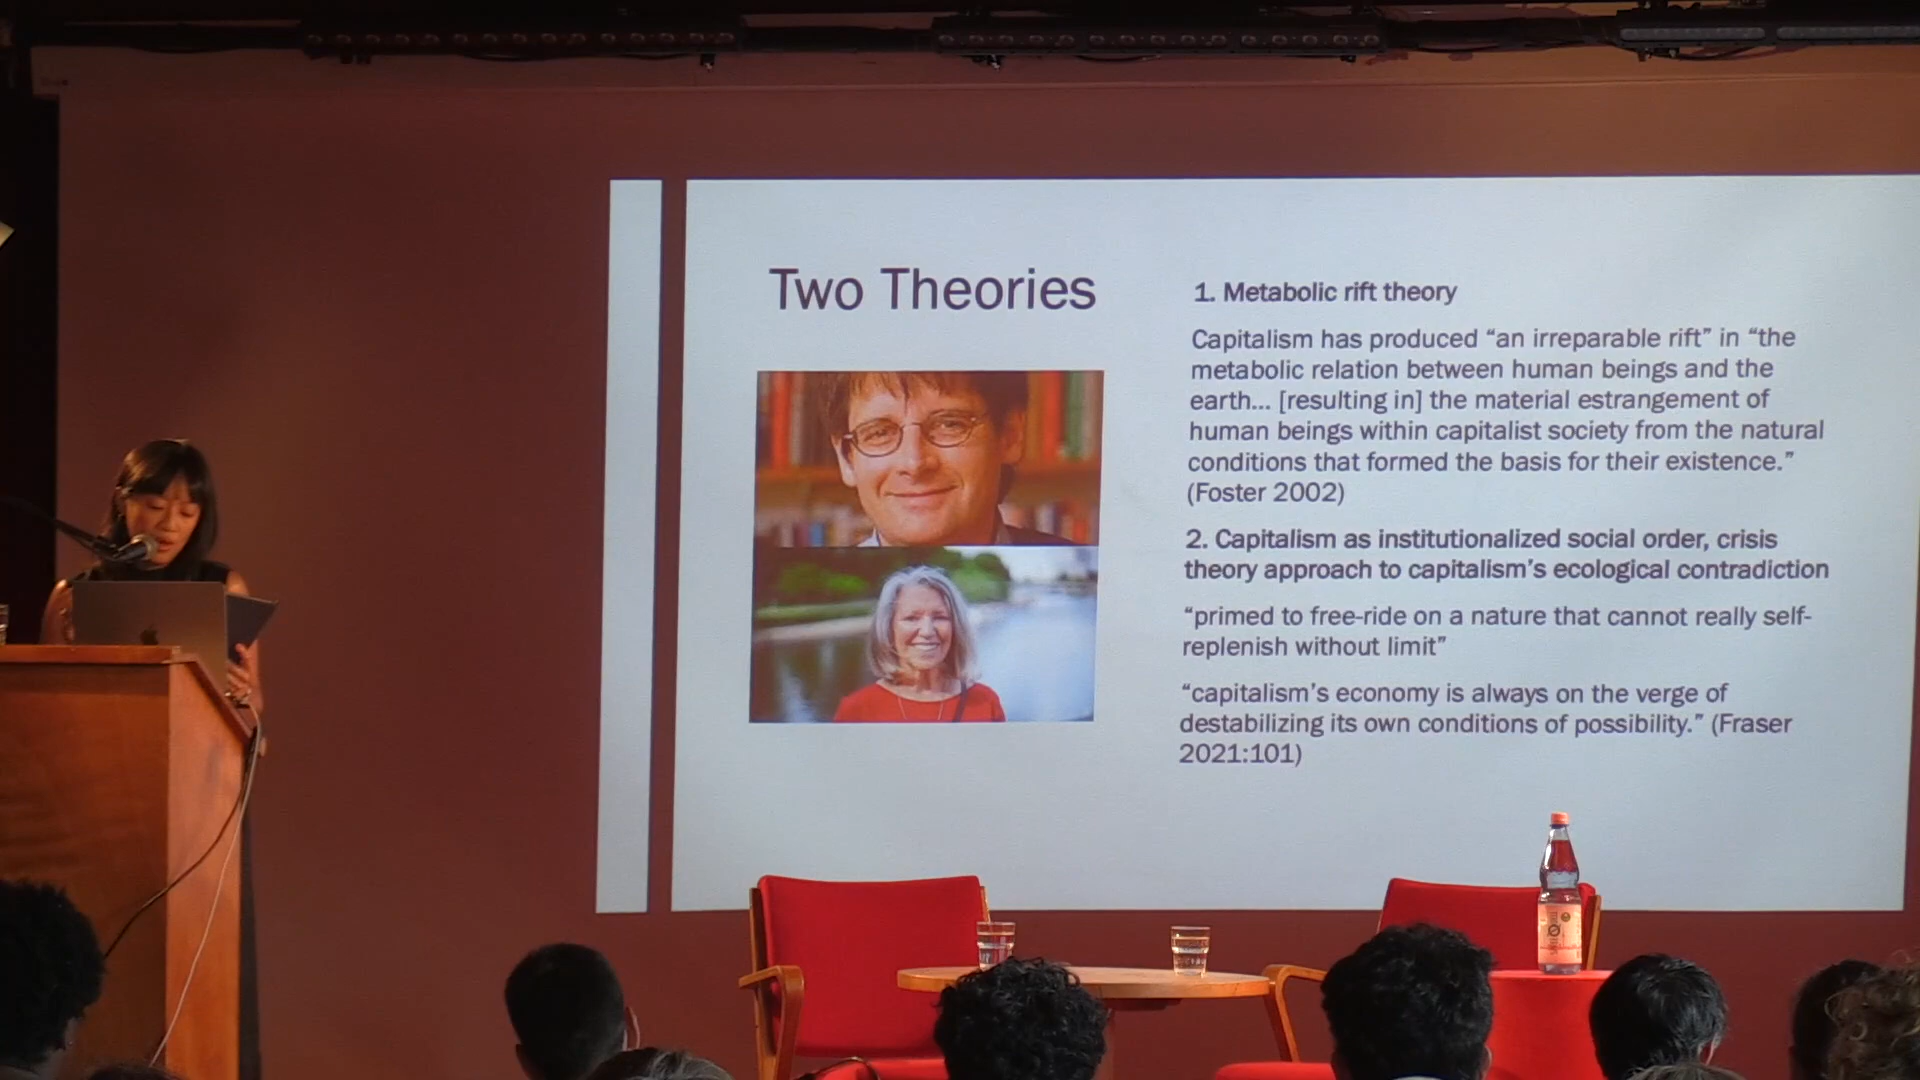 Two Theories
1. Metabolic rift theory
Capitalism has produced “an irreparable rift” in “the
metabolic relation between human beings and the
earth... [resulting in] the material estrangement of
human beings within capitalist society from the natural
conditions that formed the basis for their existence.”
(Foster 2002)
2. Capitalism as institutionalized social order, crisis
theory approach to capitalism’s ecological contradiction
“primed to free-ride on a nature that cannot really self-
replenish without limit”
“capitalism’s economy is always on the verge of
destabilizing its own conditions of possibility.” (Fraser
2021:101)